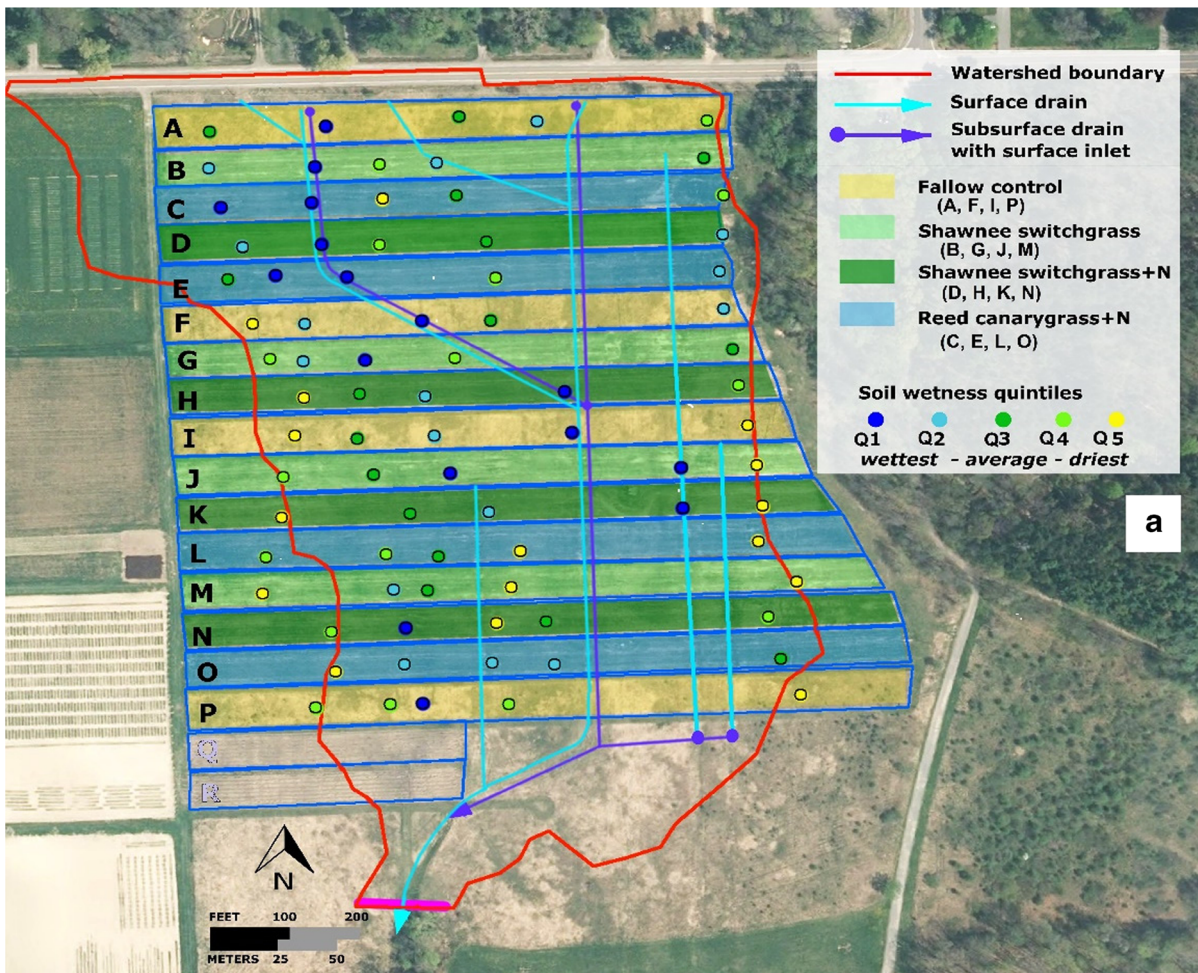 Watershed boundary
Surface drain
Subsurface drain
with surface inlet
Fallow control
(A, F, I, P)
Shawnee switchgrass
(B, G, J, M)
Shawnee switchgrass+N
(D, H, K, N)
Reed canarygrass+N
(C, E, L, O)
Soil wetness quintiles
Q1 Q2 Q3 Q4 Q5
wettest - average - driest
a
A
B
C
D
E
F
G
H
I
J
K
L
M
N
O
P
Q
R
N
FEET 100 200
METERS 25 50